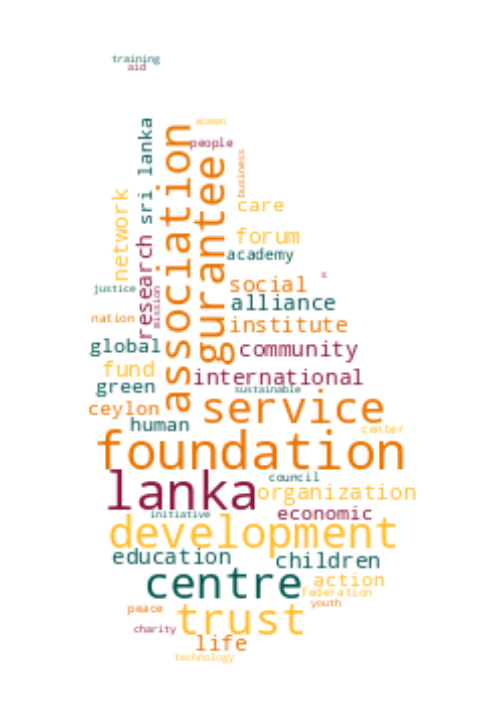 training
aid
women
people
business
sri lanka
association
gurantee
network
care
research
forum
academy
s
justice
mission
social
alliance
nation
institute
global
community
fund
international
green
sustainable
ceylon
service
human
center
foundation
council
lanka
organization
initiative
economic
development
education
children
centre
action
federation
peace
youth
trust
charity
life
technology